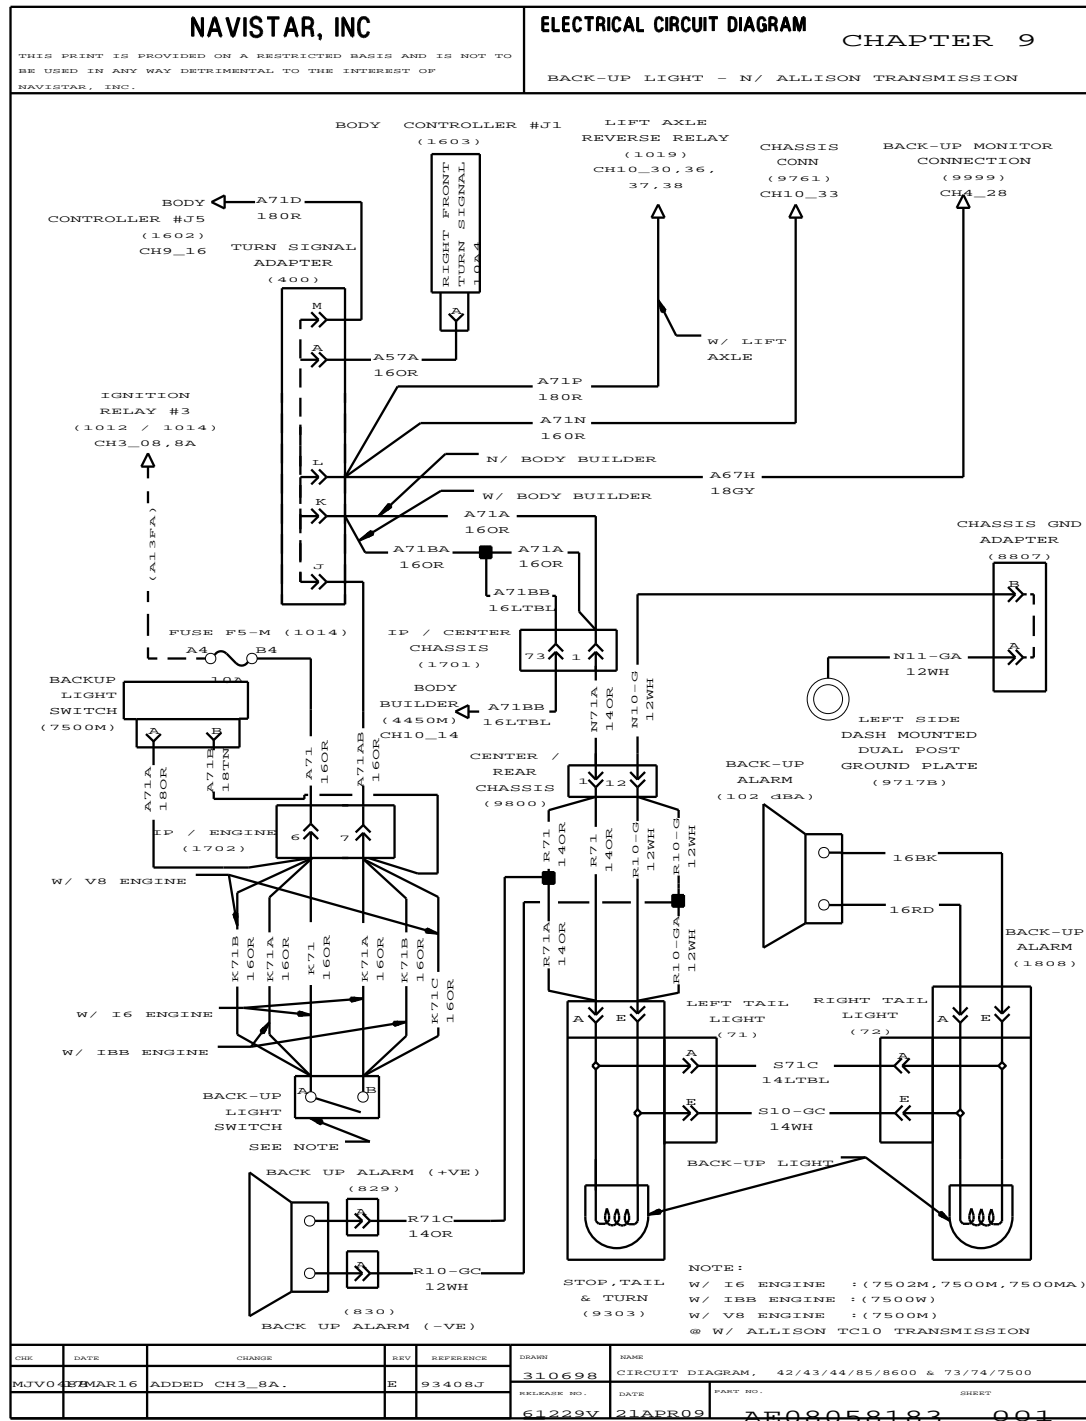 NAVISTAR, INC
THIS PRINT IS PROVIDED ON A RESTRICTED BASIS AND IS NOT TO
BE USED IN ANY WAY DETRIMENTAL TO THE INTEREST OF
NAVISTAR, INC.
ELECTRICAL CIRCUIT DIAGRAM
CHAPTER 9
BACK-UP LIGHT - N/ ALLISON TRANSMISSION
BODY CONTROLLER #J1
(1603)
RIGHT FRONT
TURN SIGNAL
10A4
A
LIFT AXLE
REVERSE RELAY
(1019)
CH10_30,36,
37,38
CHASSIS
CONN
(9761)
CH10_33
BACK-UP MONITOR
CONNECTION
(9999)
CH4_28
BODY
CONTROLLER #J5
(1602)
CH9_16
A71D
18OR
TURN SIGNAL
ADAPTER
(400)
M
A
L
K
J
A57A
16OR
W/ LIFT
AXLE
A71P
18OR
A71N
16OR
N/ BODY BUILDER
A67H
18GY
W/ BODY BUILDER
A71A
16OR
A71BA
16OR
A71A
16OR
A71BB
16LTBL
IGNITION
RELAY #3
(1012 / 1014)
CH3_08,8A
(A13FA)
CHASSIS GND
ADAPTER
(8807)
B
A
N11-GA
12WH
FUSE F5-M (1014)
A4
B4
10A
IP / CENTER
CHASSIS
(1701)
73
1
BACKUP
LIGHT
SWITCH
(7500M)
A
B
BODY
BUILDER
(4450M)
CH10_14
A71BB
16LTBL
N71A
14OR
N10-G
12WH
LEFT SIDE
DASH MOUNTED
DUAL POST
GROUND PLATE
(9717B)
A71A
18OR
A71B
18TN
A71
16OR
A71AB
16OR
CENTER /
REAR
CHASSIS
(9800)
1
12
BACK-UP
ALARM
(102 dBA)
IP / ENGINE
(1702)
6
7
R71
14OR
R71
14OR
R10-G
12WH
R10-G
12WH
16BK
16RD
W/ V8 ENGINE
K71B
16OR
K71A
16OR
K71
16OR
K71A
16OR
K71B
16OR
K71C
16OR
R71A
14OR
R10-GA
12WH
BACK-UP
ALARM
(1808)
W/ I6 ENGINE
W/ IBB ENGINE
A
E
LEFT TAIL
LIGHT
(71)
RIGHT TAIL
LIGHT
(72)
A
E
A
S71C
14LTBL
A
E
S10-GC
14WH
E
BACK-UP
LIGHT
SWITCH
A
B
SEE NOTE
BACK-UP LIGHT
BACK UP ALARM (+VE)
(829)
A
R71C
14OR
A
R10-GC
12WH
(830)
BACK UP ALARM (-VE)
STOP,TAIL
& TURN
(9303)
NOTE:
W/ I6 ENGINE :(7502M,7500M,7500MA)
W/ IBB ENGINE :(7500W)
W/ V8 ENGINE :(7500M)
@ W/ ALLISON TC10 TRANSMISSION
CHK DATE CHANGE REV REFERENCE
ADDED CH3_8A. E 93408J
DRAWN
310698
NAME
CIRCUIT DIAGRAM, 42/43/44/85/8600 & 73/74/7500
RELEASE NO.
61229V
DATE
21APR09
PART NO.
AE08058183
SHEET
001